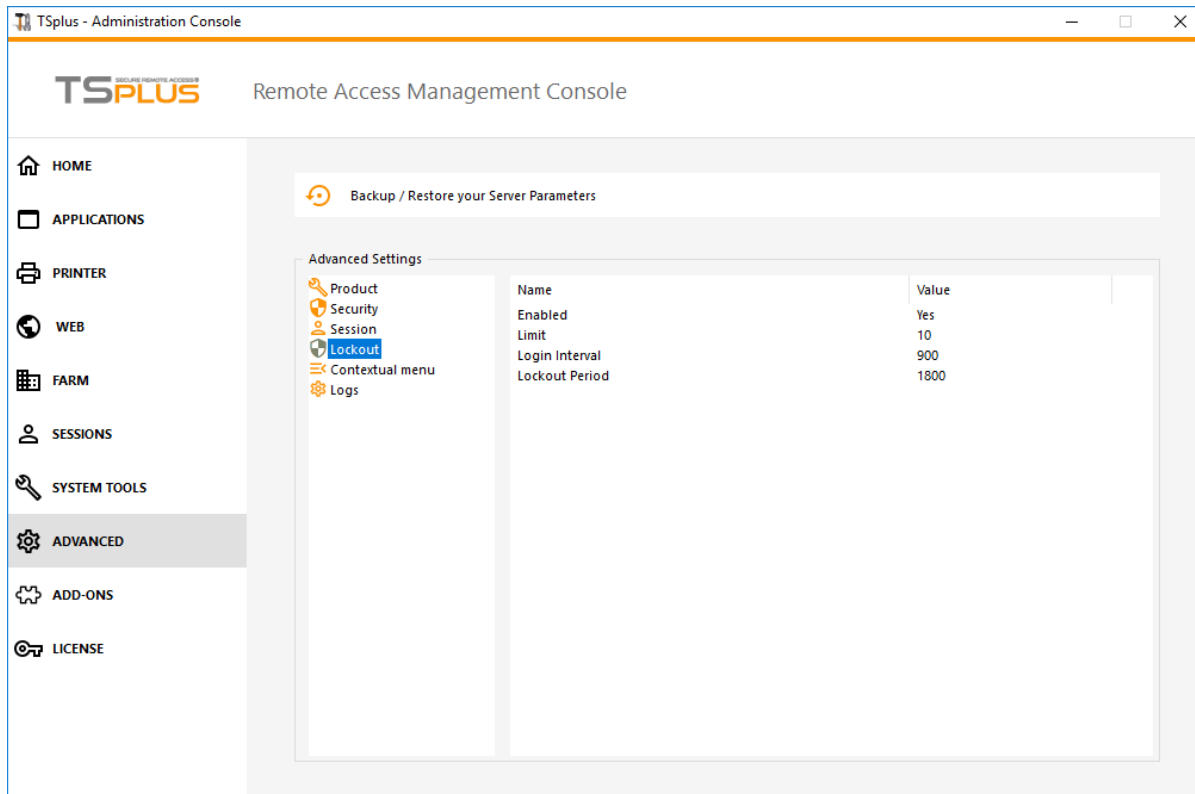 TSplus - Administration Console
SECURE REMOTE ACCESS
TSPLUS
Remote Access Management Console
HOME
APPLICATIONS
PRINTER
WEB
FARM
SESSIONS
SYSTEM TOOLS
ADVANCED
ADD-ONS
LICENSE
Backup / Restore your Server Parameters
Advanced Settings
Product
Security
Session
Lockout
Contextual menu
Logs
Name Value
Enabled Yes
Limit 10
Login Interval 900
Lockout Period 1800